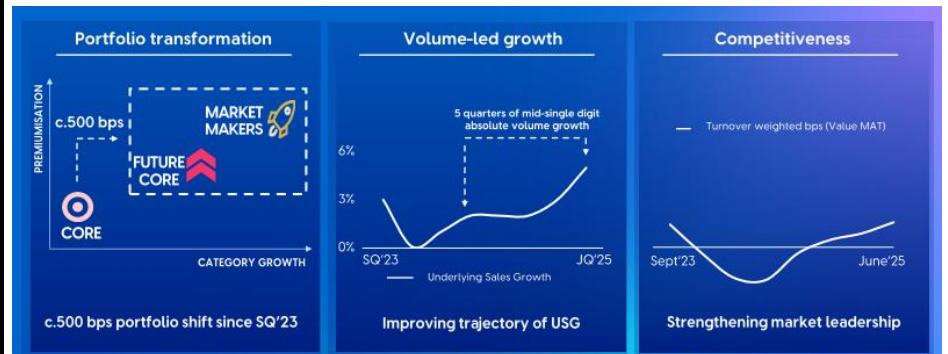 Portfolio transformation
PREMIUMISATION
c.500 bps
MARKET
MAKERS
FUTURE
CORE
CORE
CATEGORY GROWTH
c.500 bps portfolio shift since SQ'23
Volume-led growth
5 quarters of mid-single digit
absolute volume growth
6%
3%
0%
SQ'23
JQ'25
Underlying Sales Growth
Improving trajectory of USG
Competitiveness
Turnover weighted bps (Value MAT)
Sept'23
June'25
Strengthening market leadership